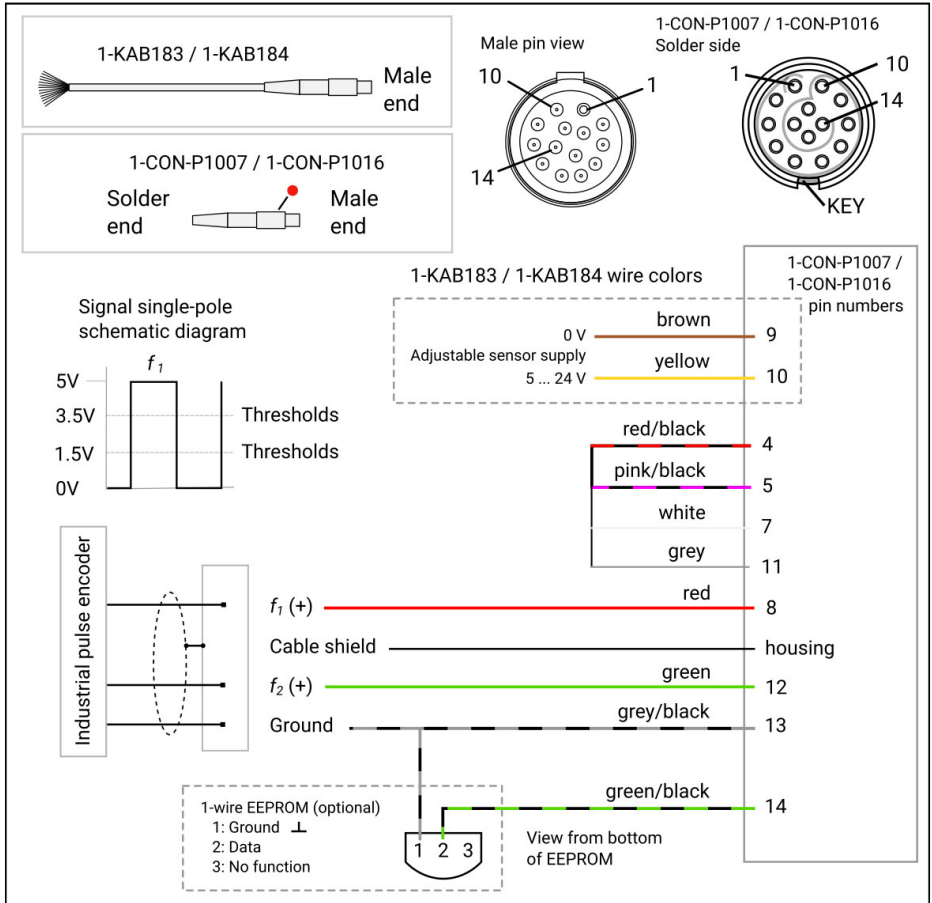 1-KAB183 / 1-KAB184
Male
end
1-CON-P1007 / 1-CON-P1016
Solder
end
Male
end
Male pin view
10
1
14
1-CON-P1007 / 1-CON-P1016
Solder side
1
10
14
KEY
Signal single-pole
schematic diagram
f1
5V
3.5V
Thresholds
1.5V
Thresholds
0V
1-KAB183 / 1-KAB184 wire colors
1-CON-P1007 /
1-CON-P1016
pin numbers
0 V
brown
9
Adjustable sensor supply
5 ... 24 V
yellow
10
red/black
4
pink/black
5
white
7
grey
11
Industrial pulse encoder
f1 (+)
red
8
Cable shield
housing
f2 (+)
green
12
Ground
grey/black
13
green/black
14
1-wire EEPROM (optional)
1: Ground
2: Data
3: No function
1 2 3
View from bottom
of EEPROM